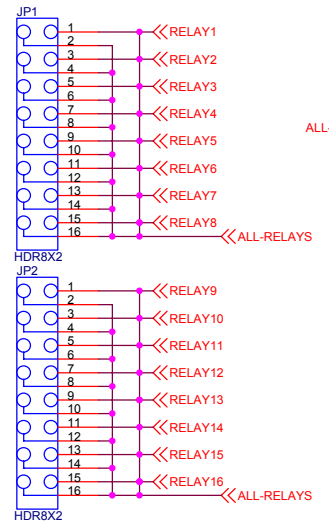 JP1
1 RELAY1
2
3 RELAY2
4
5 RELAY3
6
7 RELAY4
8
9 RELAY5
10
11 RELAY6
12
13 RELAY7
14
15 RELAY8
16 ALL-RELAYS
HDR8X2
ALL-
JP2
1 RELAY9
2
3 RELAY10
4
5 RELAY11
6
7 RELAY12
8
9 RELAY13
10
11 RELAY14
12
13 RELAY15
14
15 RELAY16
16 ALL-RELAYS
HDR8X2